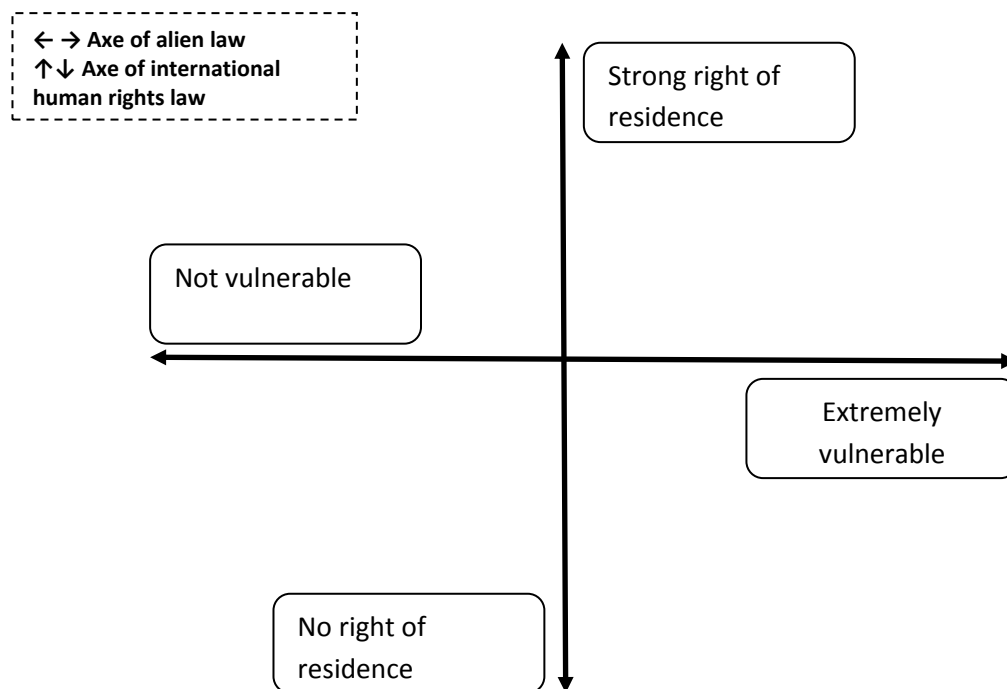 ← → Axe of alien law
↑↓ Axe of international
human rights law
Strong right of
residence
Not vulnerable
Extremely
vulnerable
No right of
residence